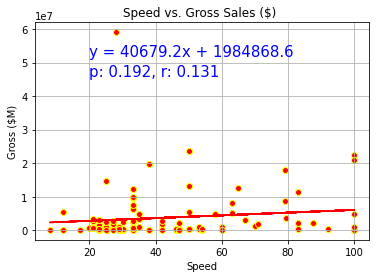 Speed vs. Gross Sales ($)
1e7
y = 40679.2x + 1984868.6
p: 0.192, r: 0.131
Gross ($M)
6
5
4
3
2
1
0
20
40
60
80
100
Speed